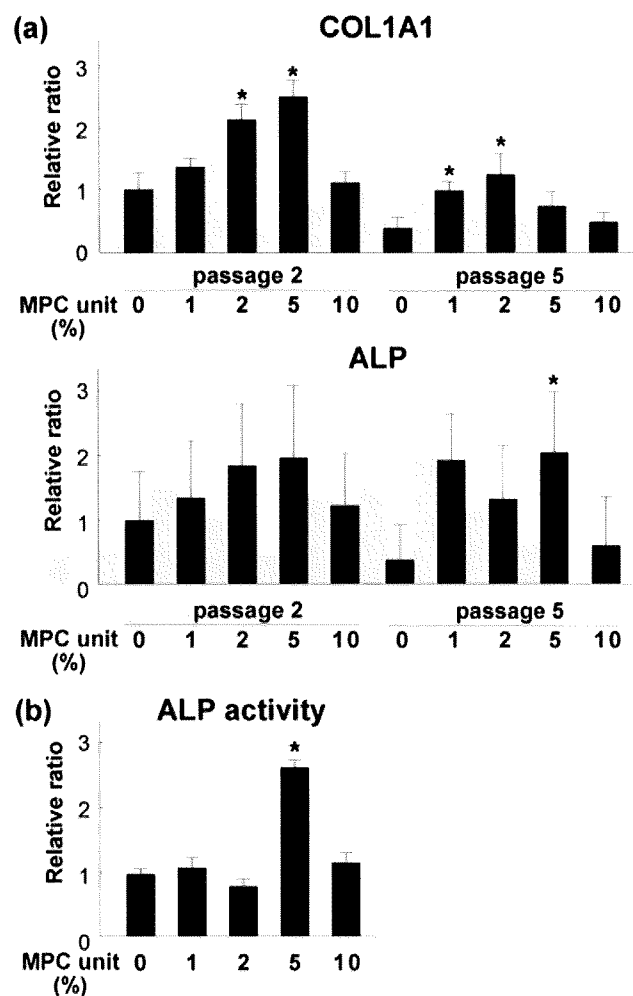 (a) COL1A1
Relative ratio
3
2
1
0
* * * *
passage 2 passage 5
MPC unit (%) 0 1 2 5 10 0 1 2 5 10
ALP
Relative ratio
3
2
1
0
*
passage 2 passage 5
MPC unit (%) 0 1 2 5 10 0 1 2 5 10
(b) ALP activity
Relative ratio
3
2
1
0
*
MPC unit (%) 0 1 2 5 10